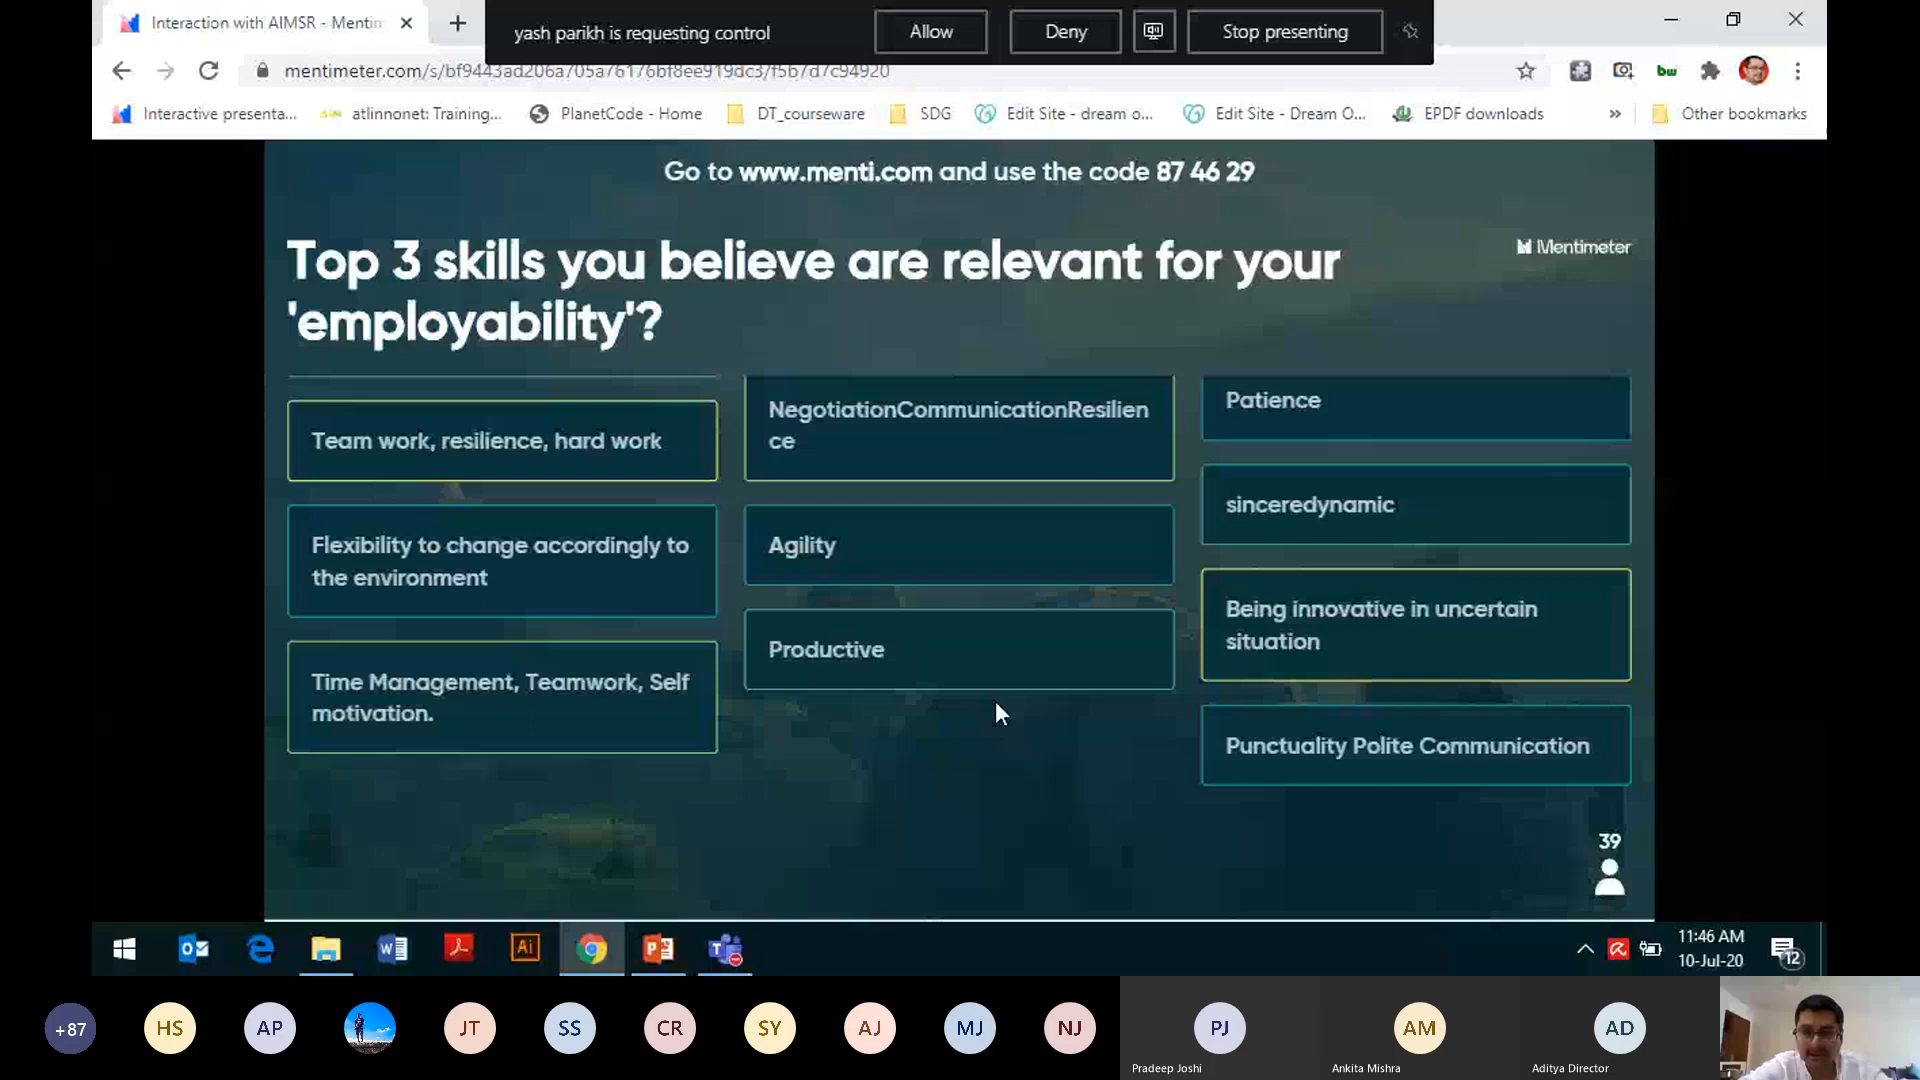 Interaction with AIMSR - Mentim
yash parikh is requesting control
Allow
Deny
Stop presenting
mentimeter.com/s/bf9443ad206a705a76176bf8ee919dc3/f5b7d7c94920
bw
Interactive presenta...
atlinnonet: Training...
PlanetCode - Home
DT_courseware
SDG
Edit Site - dream o...
Edit Site - Dream O...
EPDF downloads
Other bookmarks
Go to www.menti.com and use the code 87 46 29
Top 3 skills you believe are relevant for your
'employability'?
Mentimeter
Team work, resilience, hard work
Flexibility to change accordingly to
the environment
Time Management, Teamwork, Self
motivation.
NegotiationCommunicationResilien
ce
Agility
Productive
Patience
sinceredynamic
Being innovative in uncertain
situation
Punctuality Polite Communication
39
11:46 AM
10-Jul-20
12
+87
HS
AP
JT
SS
CR
SY
AJ
MJ
NJ
PJ
Pradeep Joshi
AM
Ankita Mishra
AD
Aditya Director